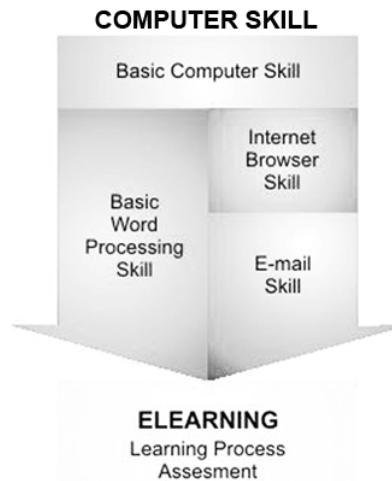 COMPUTER SKILL
Basic Computer Skill
Basic
Word
Processing
Skill
Internet
Browser
Skill
E-mail
Skill
ELEARNING
Learning Process
Assesment